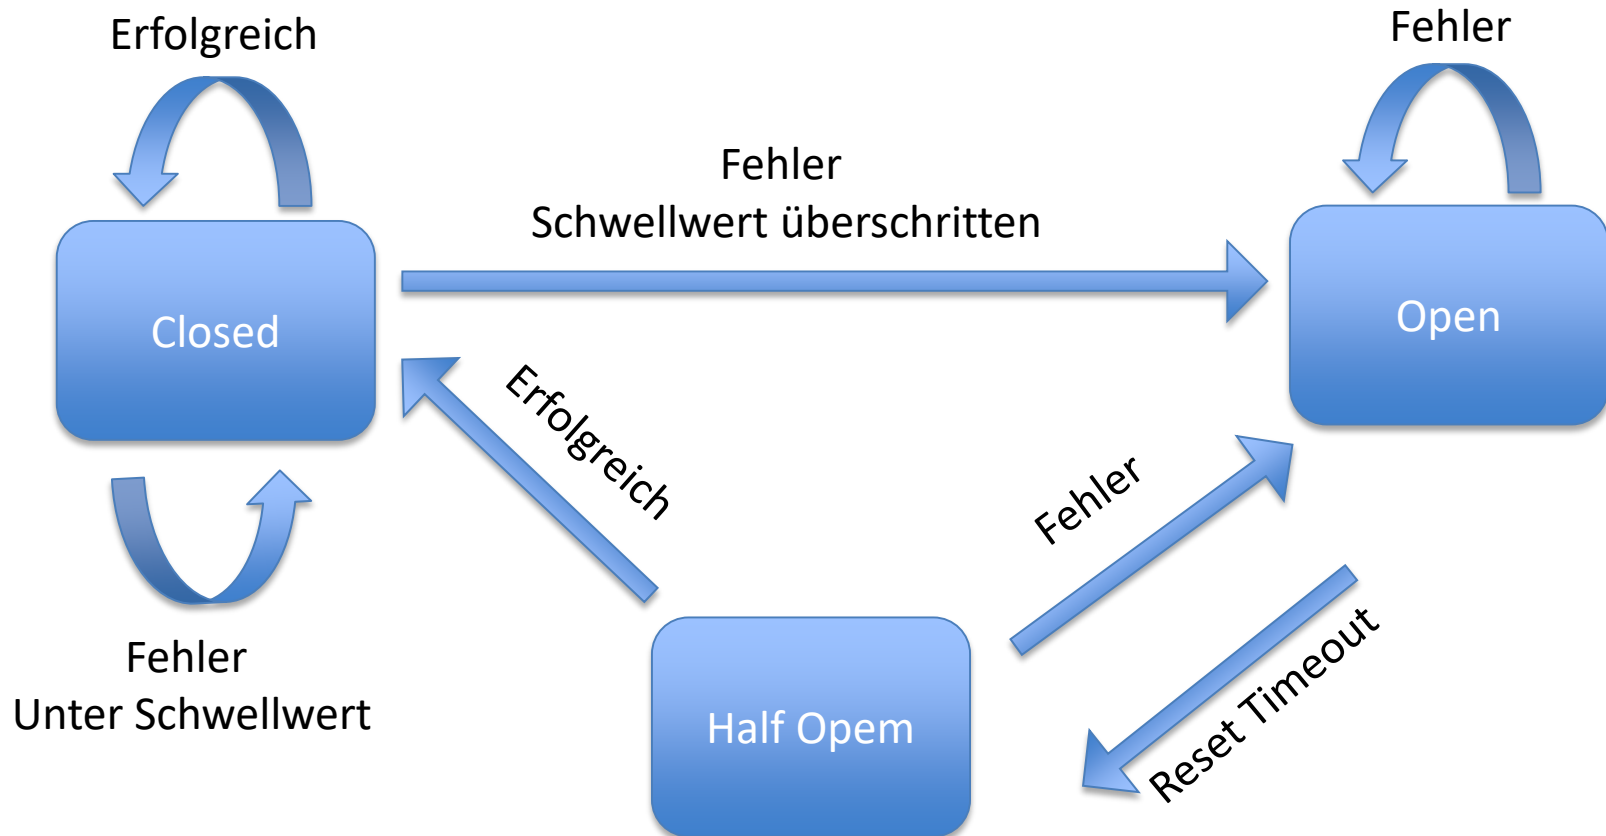 Erfolgreich
Fehler
Fehler
Schwellwert überschritten
Closed
Open
Erfolgreich
Fehler
Fehler
Unter Schwellwert
Half Opem
Reset Timeout